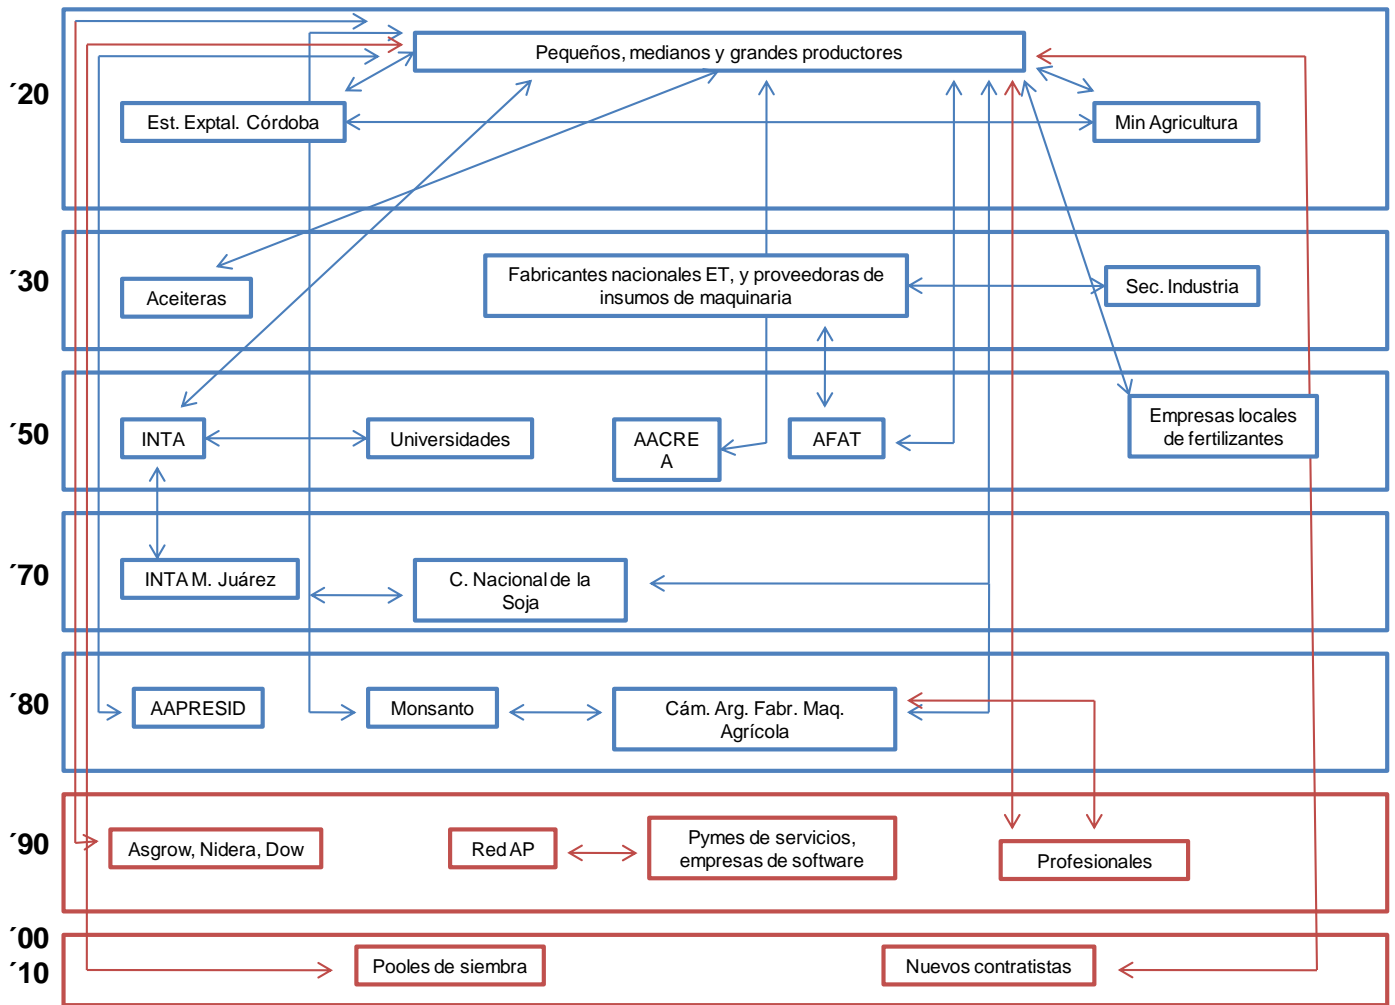 Pequeños, medianos y grandes productores
´20
Est. Exptal. Córdoba
Min Agricultura
´30
Aceiteras
Fabricantes nacionales ET, y proveedoras de
insumos de maquinaria
Sec. Industria
´50
INTA
Universidades
AACRE
A
AFAT
Empresas locales
de fertilizantes
´70
INTA M. Juárez
C. Nacional de la
Soja
´80
AAPRESID
Monsanto
Cám. Arg. Fabr. Maq.
Agrícola
´90
Asgrow, Nidera, Dow
Red AP
Pymes de servicios,
empresas de software
Profesionales
´00
´10
Pooles de siembra
Nuevos contratistas